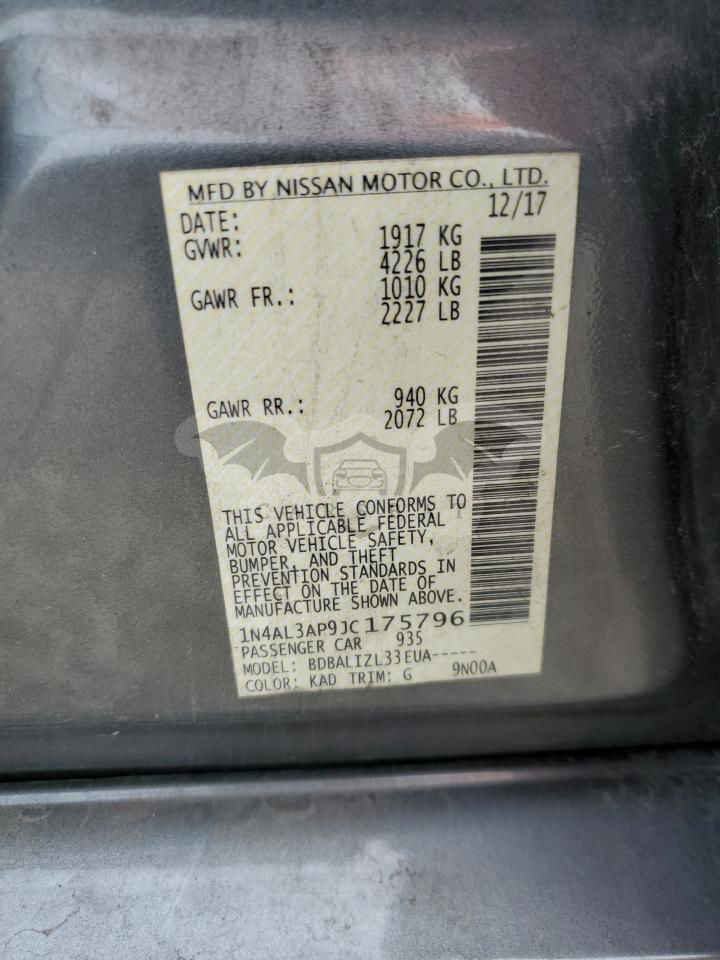 MFD BY NISSAN MOTOR CO., LTD.
DATE: 12/17
GVWR: 1917 KG
4226 LB
GAWR FR.: 1010 KG
2227 LB
GAWR RR.: 940 KG
2072 LB
THIS VEHICLE CONFORMS TO
ALL APPLICABLE FEDERAL
MOTOR VEHICLE SAFETY,
BUMPER, AND THEFT
PREVENTION STANDARDS IN
EFFECT ON THE DATE OF
MANUFACTURE SHOWN ABOVE.
1N4AL3AP9JC175796
PASSENGER CAR 935
MODEL: BDBALIZL33EUA-----
COLOR: KAD TRIM: G 9N00A